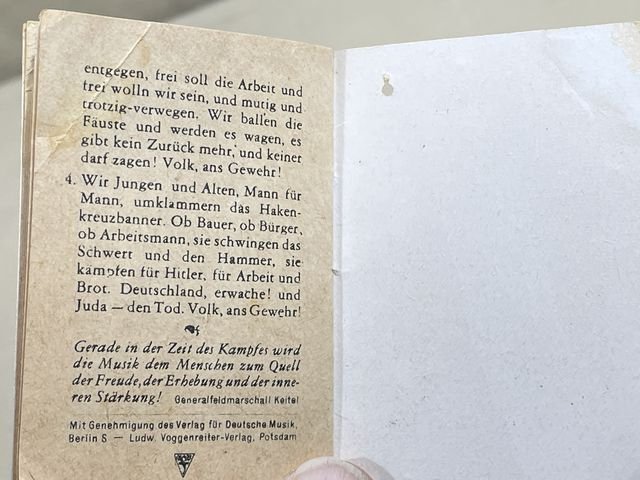 entgegen, frei soll die Arbeit und
frei wolln wir sein, und mutig und
trotzig-verwegen. Wir ballen die
Fäuste und werden es wagen, es
gibt kein Zurück mehr, und keiner
darf zagen! Volk, ans Gewehr!
4. Wir Jungen und Alten, Mann für
Mann, umklammern das Haken-
kreuzbanner. Ob Bauer, ob Bürger,
ob Arbeitsmann, sie schwingen das
Schwert und den Hammer, sie
kämpfen für Hitler, für Arbeit und
Brot. Deutschland, erwache! und
Juda — den Tod. Volk, ans Gewehr!
Gerade in der Zeit des Kampfes wird
die Musik dem Menschen zum Quell
der Freude, der Erhebung und der inne-
ren Stärkung! Generalfeldmarschall Keitel
Mit Genehmigung des Verlag für Deutsche Musik,
Berlin S — Ludw. Voggenreiter-Verlag, Potsdam